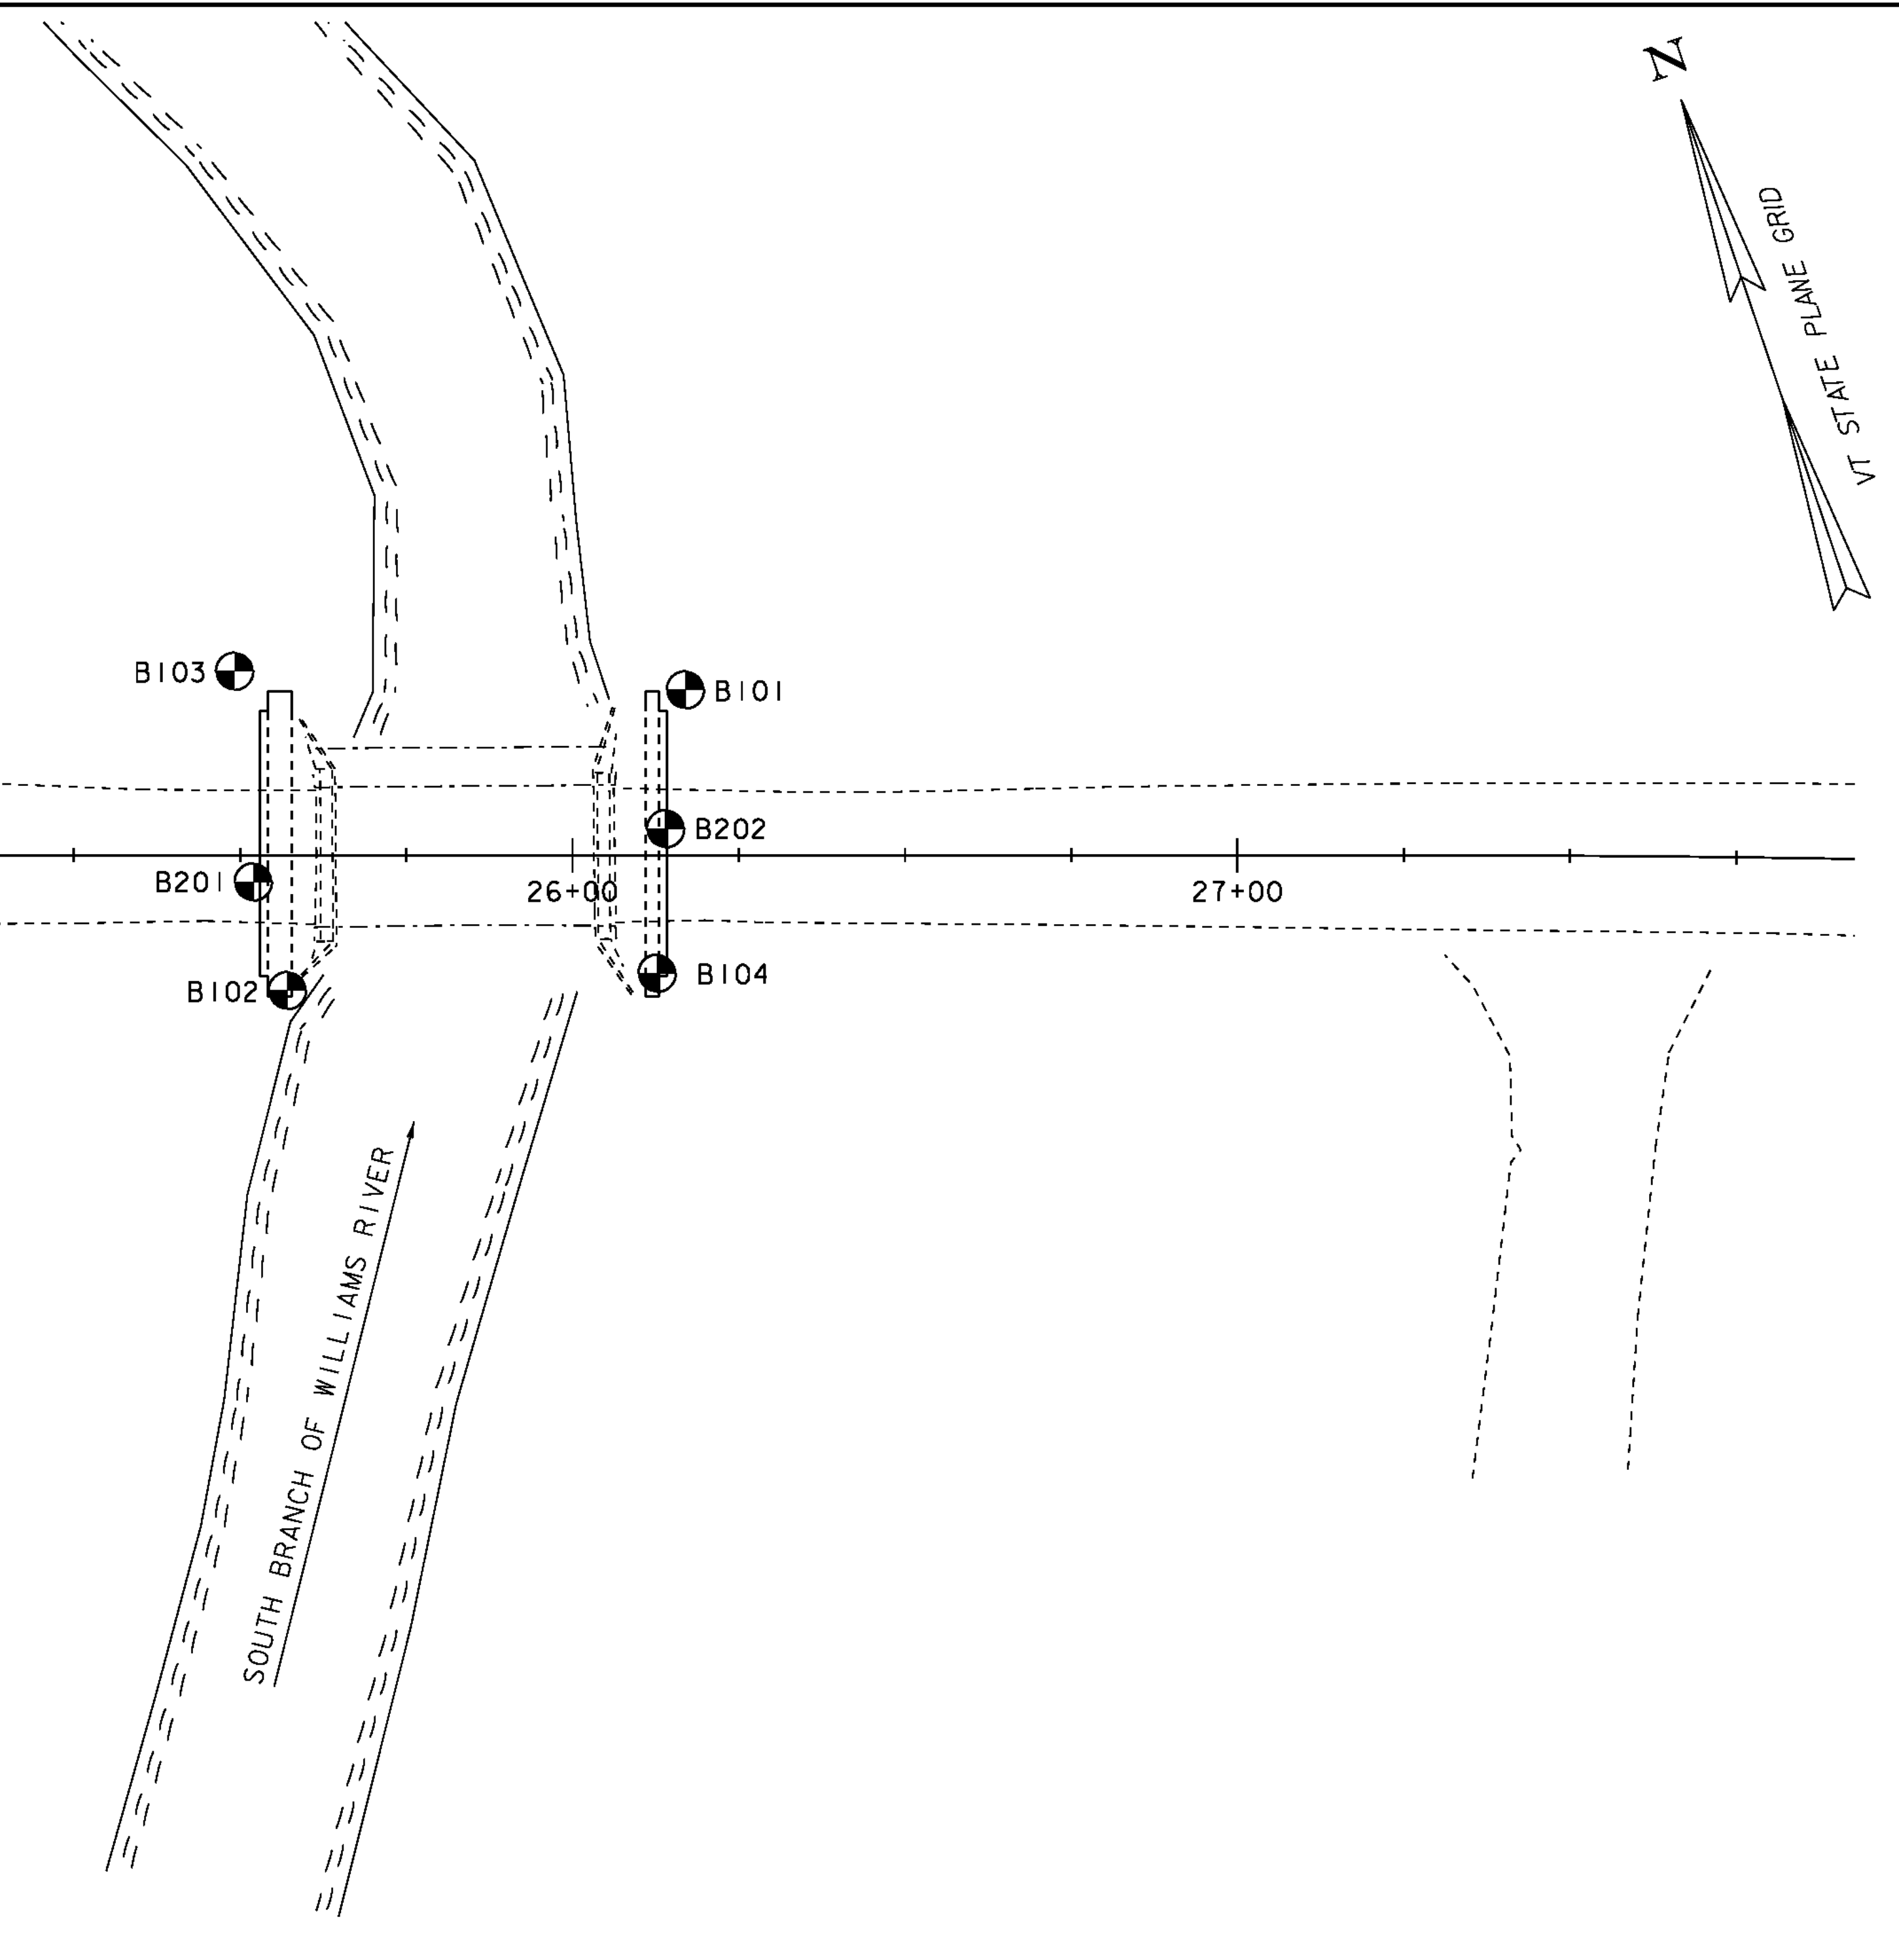 N
VT STATE PLANE GRID
B103
B101
B202
B201
26+00
27+00
B102
B104
SOUTH BRANCH OF WILLIAMS RIVER